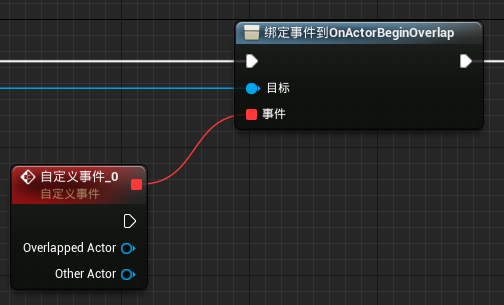 绑定事件到OnActorBeginOverlap
目标
事件
自定义事件_0
自定义事件
Overlapped Actor
Other Actor